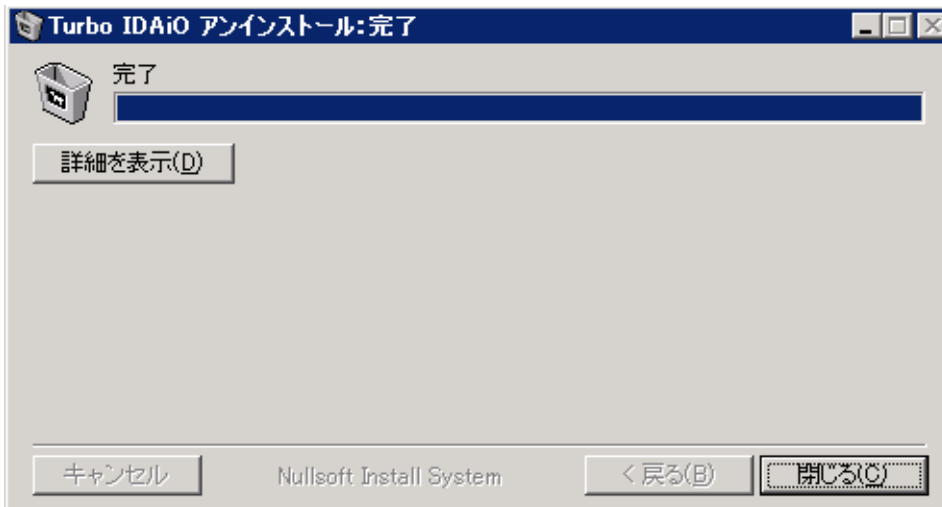 Turbo IDAiO アンインストール:完了
完了
詳細を表示(D)
キャンセル
Nullsoft Install System
< 戻る(B)
閉じる(C)